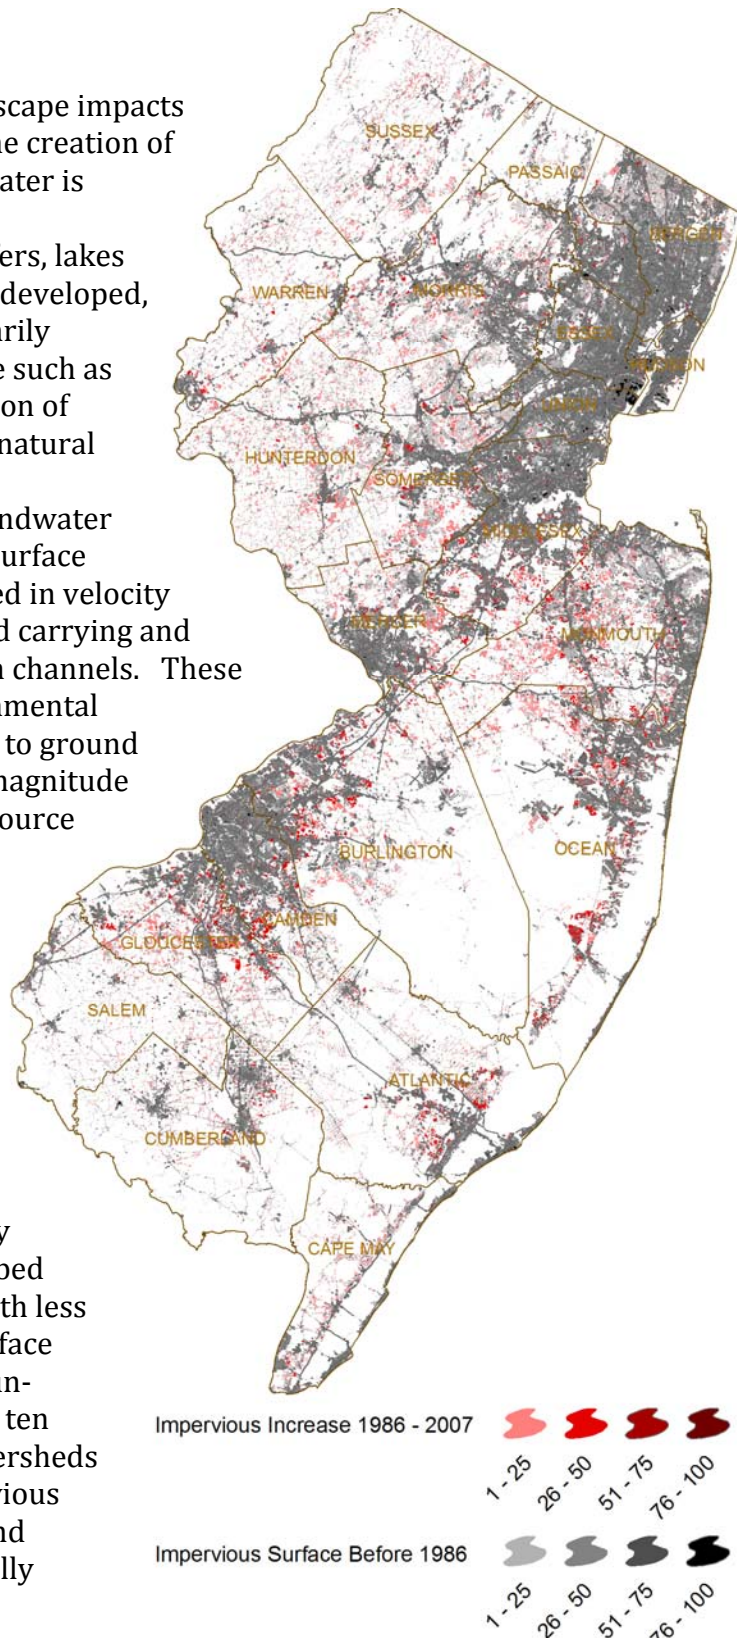 scape impacts
ne creation of
ater is
ers, lakes
developed,
arily
e such as
on of
natural
ndwater
urface
ed in velocity
d carrying and
n channels. These
nmental
to ground
magnitude
ource
SUSSEX
PASSAIC
BERGEN
WARREN
MORRIS
ESSEX
HUDSON
UNION
HUNTERDON
SOMERSET
MIDDLESEX
MERCER
MONMOUTH
BURLINGTON
OCEAN
CAMDEN
GLOUCESTER
SALEM
ATLANTIC
CUMBERLAND
CAPE MAY
y
ped
th less
face
un-
ten
ersheds
vious
nd
lly
Impervious Increase 1986 - 2007
1 - 25
26 - 50
51 - 75
76 - 100
Impervious Surface Before 1986
1 - 25
26 - 50
51 - 75
76 - 100